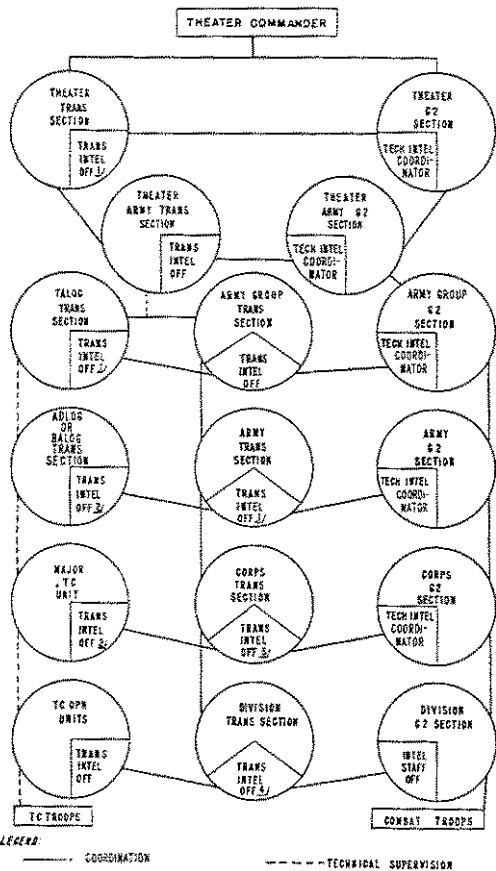 THEATER COMMANDER
THEATER
TRANS
SECTION
TRANS
INTEL
OFF 1/
THEATER
G2
SECTION
TECH INTEL
COORDI-
NATOR
THEATER
ARMY TRANS
SECTION
TRANS
INTEL
OFF
THEATER
ARMY G2
SECTION
TECH INTEL
COORDI-
NATOR
TALOG
TRANS
SECTION
TRANS
INTEL
OFF
ARMY GROUP
TRANS
SECTION
TRANS
INTEL
OFF
ARMY GROUP
G2
SECTION
TECH INTEL
COORDI-
NATOR
ADLOG
OR
BALOG
TRANS
SECTION
TRANS
INTEL
OFF 2/
ARMY
TRANS
SECTION
TRANS
INTEL
OFF
ARMY
G2
SECTION
TECH INTEL
COORDI-
NATOR
MAJOR
TC
UNIT
TRANS
INTEL
OFF 2/
CORPS
TRANS
SECTION
TRANS
INTEL
OFF
CORPS
G2
SECTION
TECH INTEL
COORDI-
NATOR
TC OPN
UNITS
TRANS
INTEL
OFF
DIVISION
TRANS SECTION
TRANS
INTEL
OFF 4/
DIVISION
G2 SECTION
INTEL
STAFF
OFF
TC TROOPS
COMBAT TROOPS
LEGEND:
COORDINATION
TECHNICAL SUPERVISION